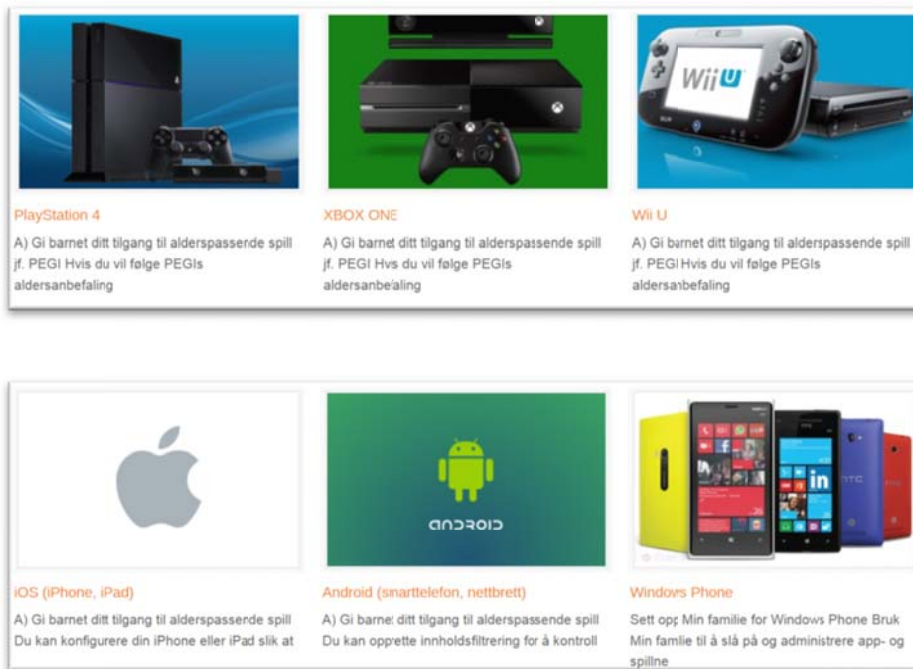 Wii U
PlayStation 4
A) Gi barnet ditt tilgang til alderspassende spill
jf. PEGI Hvis du vil følge PEGIs
aldersanbefaling
XBOX ONE
A) Gi barnet ditt tilgang til alderspassende spill
jf. PEGI Hvs du vil følge PEGIs
aldersanbefaling
Wii U
A) Gi barnet ditt tilgang til alderspassende spill
jf. PEGI Hvis du vil følge PEGIs
aldersanbefaling
ANDROID
in
iOS (iPhone, iPad)
A) Gi barnet ditt tilgang til alderspassende spill
Du kan konfigurere din iPhone eller iPad slik at
Android (smarttelefon, nettbrett)
A) Gi barnet ditt tilgang til alderspassende spill
Du kan opprette innholdsfiltrering for å kontroll
Windows Phone
Sett opp Min familie for Windows Phone Bruk
Min famlie til å slå på og administrere app- og
spillne